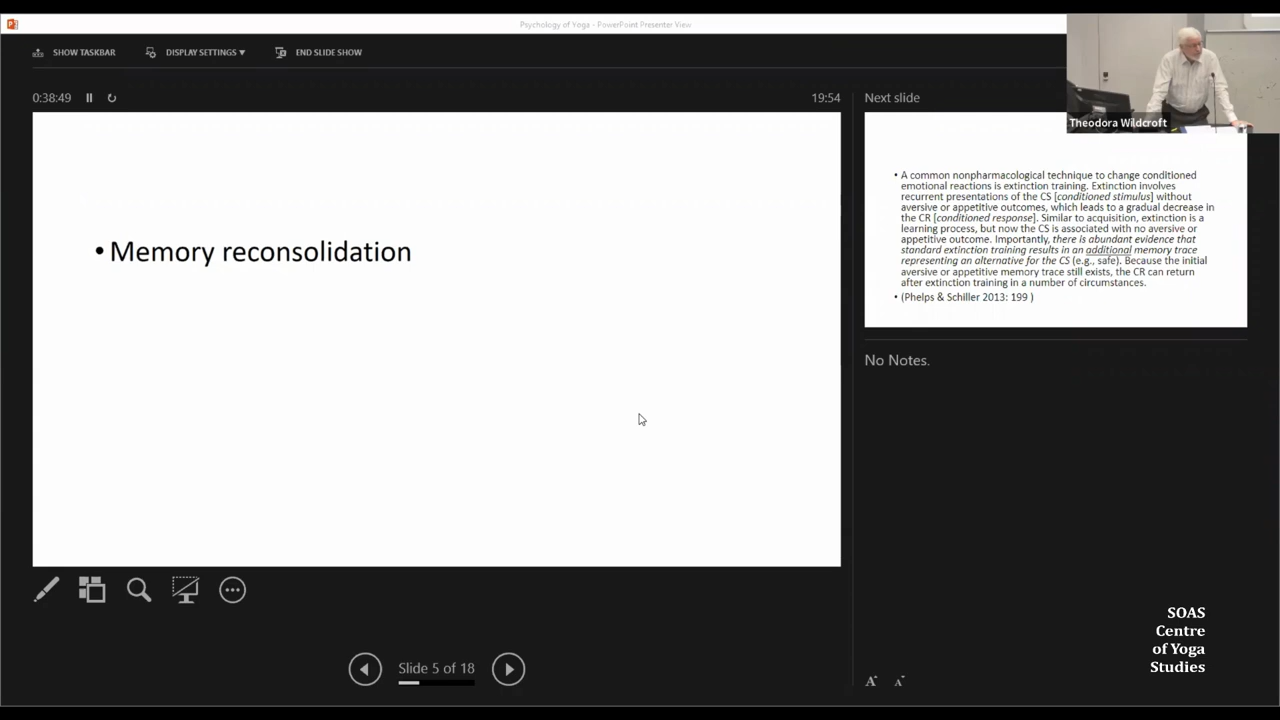 Psychology of Yoga - PowerPoint Presenter View
SHOW TASKBAR
DISPLAY SETTINGS ▾
END SLIDE SHOW
0:38:49
19:54
Next slide
Theodora Wildcroft
• Memory reconsolidation
• A common nonpharmacological technique to change conditioned
emotional reactions is extinction training. Extinction involves
recurrent presentations of the CS [conditioned stimulus] without
aversive or appetitive outcomes, which leads to a gradual decrease in
the CR [conditioned response]. Similar to acquisition, extinction is a
learning process, but now the CS is associated with no aversive or
appetitive outcome. Importantly, there is abundant evidence that
standard extinction training results in an additional memory trace
representing an alternative for the CS (e.g., safe). Because the initial
aversive or appetitive memory trace still exists, the CR can return
after extinction training in a number of circumstances.
• (Phelps & Schiller 2013: 199 )
No Notes.
Slide 5 of 18
A A
SOAS
Centre
of Yoga
Studies